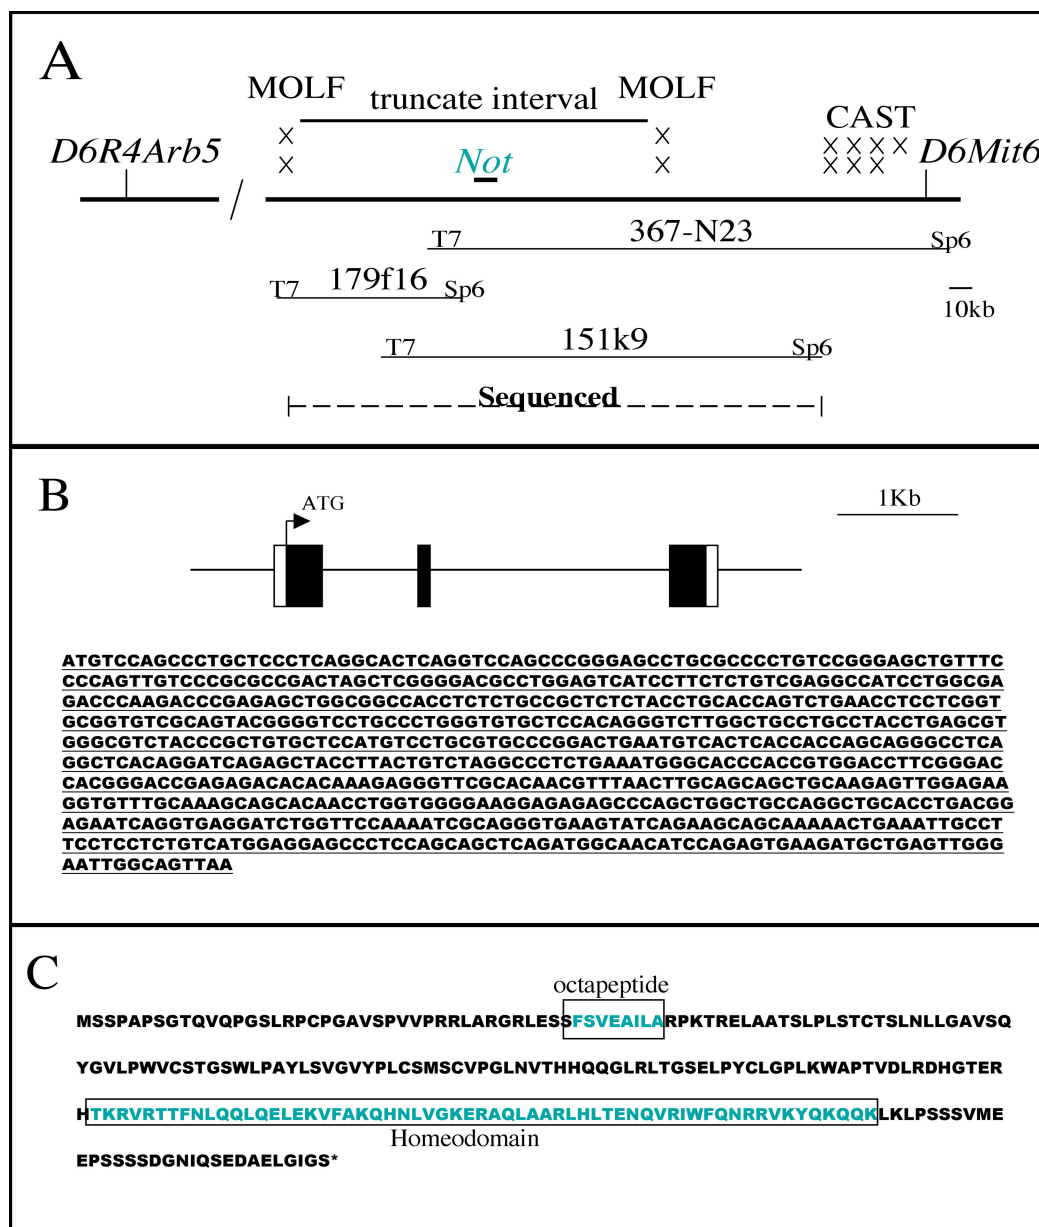 A
MOLF truncate interval MOLF
CAST
D6R4Arb5 Not D6Mit6
T7 367-N23 Sp6
T7 179f16 Sp6
10kb
T7 151k9 Sp6
Sequenced
B
ATG
1Kb
ATGTCCAGCCCTGCTCCCTCAGGCACTCAGGTCCAGCCCGGGAGCCTGCGCCCCTGTCCGGGAGCTGTTTC
CCCAGTTGTCCCGCGCCGACTAGCTCGGGGACGCCTGGAGTCATCCTTCTCTGTCGAGGCCATCCTGGCGA
GACCCAAGACCCGAGAGCTGGCGGCCACCTCTCTGCCGCTCTCTACCTGCACCAGTCTGAACCTCCTCGGT
GCGGTGTCGCAGTACGGGGTCCTGCCCTGGGTGTGCTCCACAGGGTCTTGGCTGCCTGCCTACCTGAGCGT
GGGCGTCTACCCGCTGTGCTCCATGTCCTGCGTGCCCGGACTGAATGTCACTCACCACCAGCAGGGCCTCA
GGCTCACAGGATCAGAGCTACCTTACTGTCTAGGCCCTCTGAAATGGGCACCCACCGTGGACCTTCGGGAC
CACGGGACCGAGAGACACACAAAGAGGGTTCGCACAACGTTTAACTTGCAGCAGCTGCAAGAGTTGGAGAA
GGTGTTTGCAAAGCAGCACAACCTGGTGGGGAAGGAGAGAGCCCAGCTGGCTGCCAGGCTGCACCTGACGG
AGAATCAGGTGAGGATCTGGTTCCAAAATCGCAGGGTGAAGTATCAGAAGCAGCAAAAACTGAAATTGCCT
TCCTCCTCTGTCATGGAGGAGCCCTCCAGCAGCTCAGATGGCAACATCCAGAGTGAAGATGCTGAGTTGGG
AATTGGCAGTTAA
C
octapeptide
MSSPAPSGTQVQPGSLRPCPGAVSPVVPRRLARGRLESSFSVEAILARPKTRELAATSLPLSTCTSLNLLGAVSQ
YGVLPWVCSTGSWLPAYLSVGVYPLCSMSCVPGLNVTHHQQGLRLTGSELPYCLGPLKWAPTVDLRDHGTER
HTKRVRTTFNLQQLQELEKVFAKQHNLVGKERAQLAARLHLTENQVRIWFQNRRVKYQKQQKLKLPSSSVME
Homeodomain
EPSSSSDGNIQSEDAELGIGS*